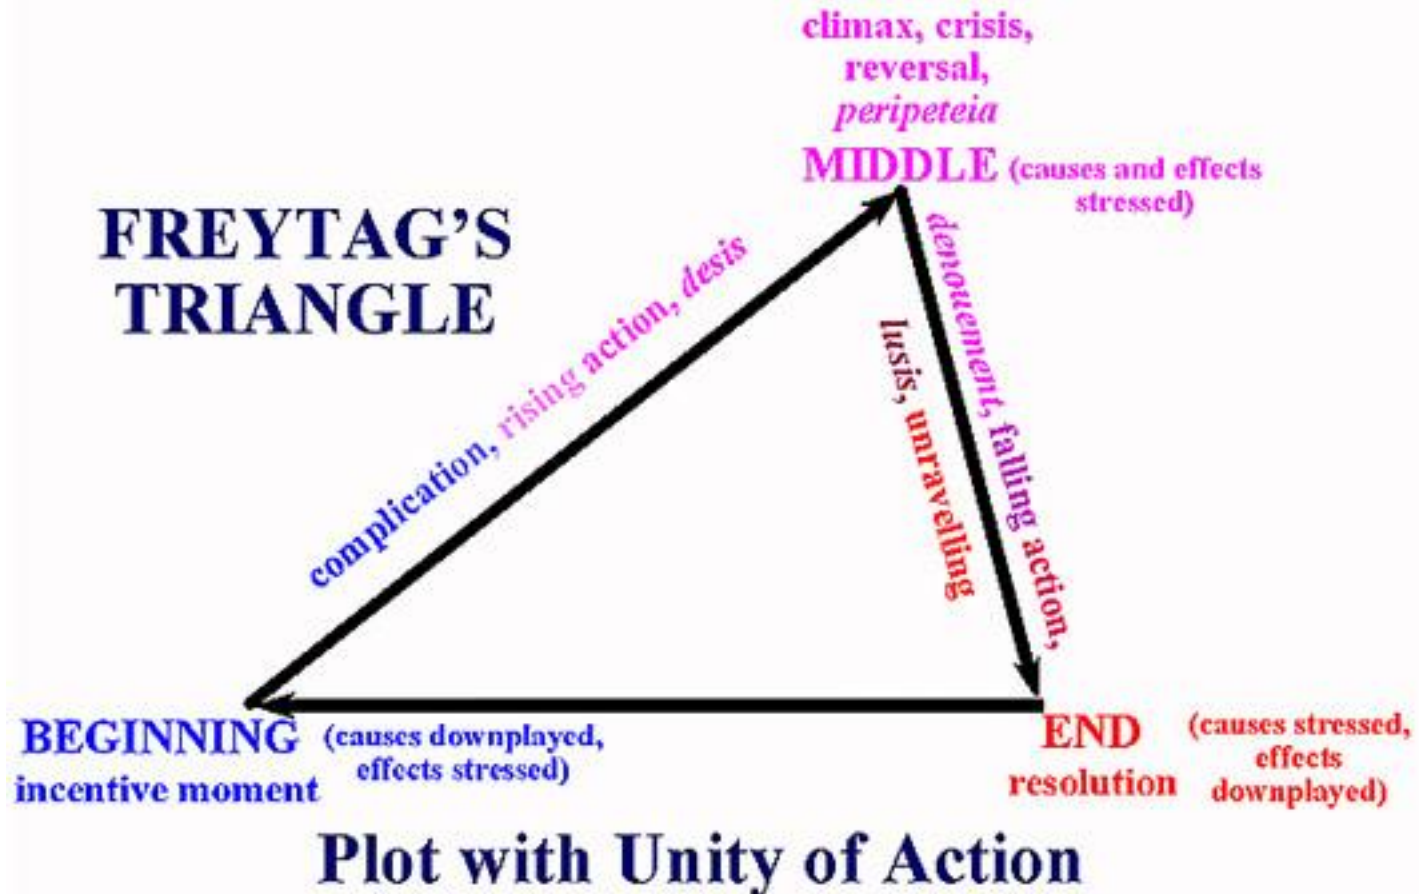 climax, crisis,
reversal,
peripeteia
MIDDLE (causes and effects
stressed)
FREYTAG'S
TRIANGLE
complication, rising action, desis
denouement, falling action,
lusis, unravelling
BEGINNING (causes downplayed,
effects stressed)
incentive moment
END (causes stressed,
effects
downplayed)
resolution
Plot with Unity of Action